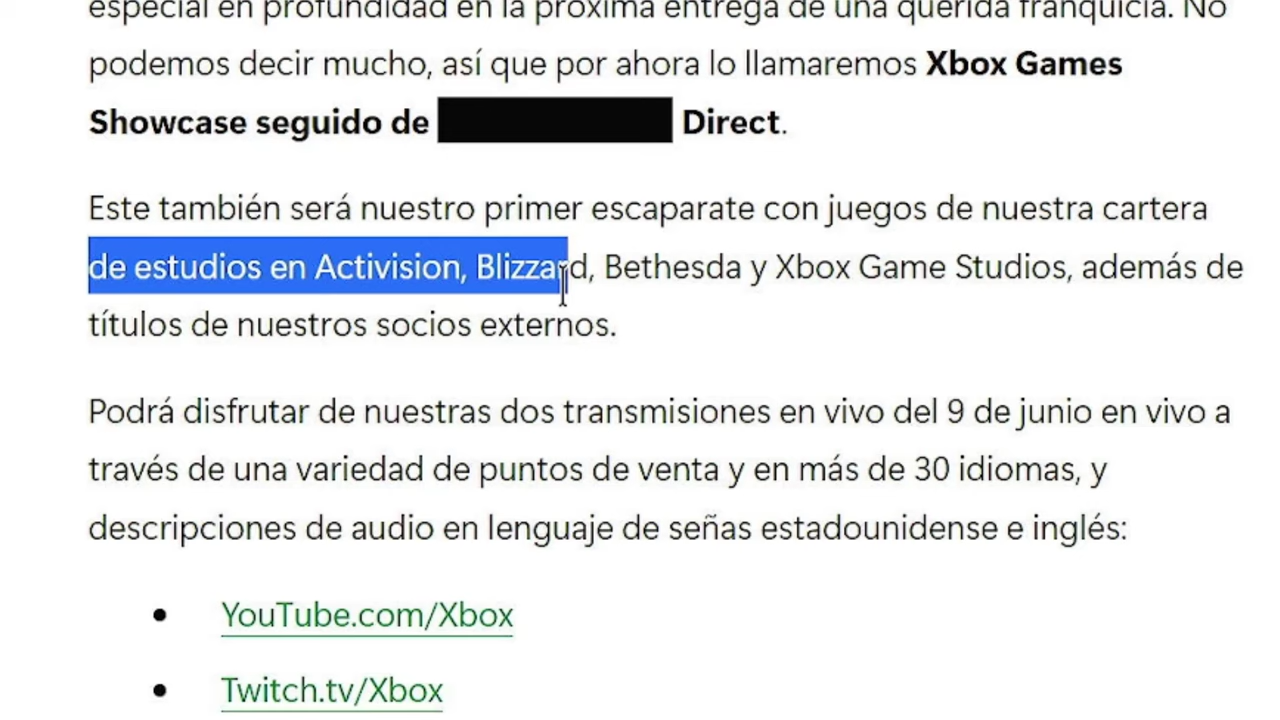 especial en profundidad en la próxima entrega de una querida franquicia. No
podemos decir mucho, así que por ahora lo llamaremos Xbox Games
Showcase seguido de Direct.
Este también será nuestro primer escaparate con juegos de nuestra cartera
de estudios en Activision, Blizzard, Bethesda y Xbox Game Studios, además de
títulos de nuestros socios externos.
Podrá disfrutar de nuestras dos transmisiones en vivo del 9 de junio en vivo a
través de una variedad de puntos de venta y en más de 30 idiomas, y
descripciones de audio en lenguaje de señas estadounidense e inglés:
• YouTube.com/Xbox
• Twitch.tv/Xbox